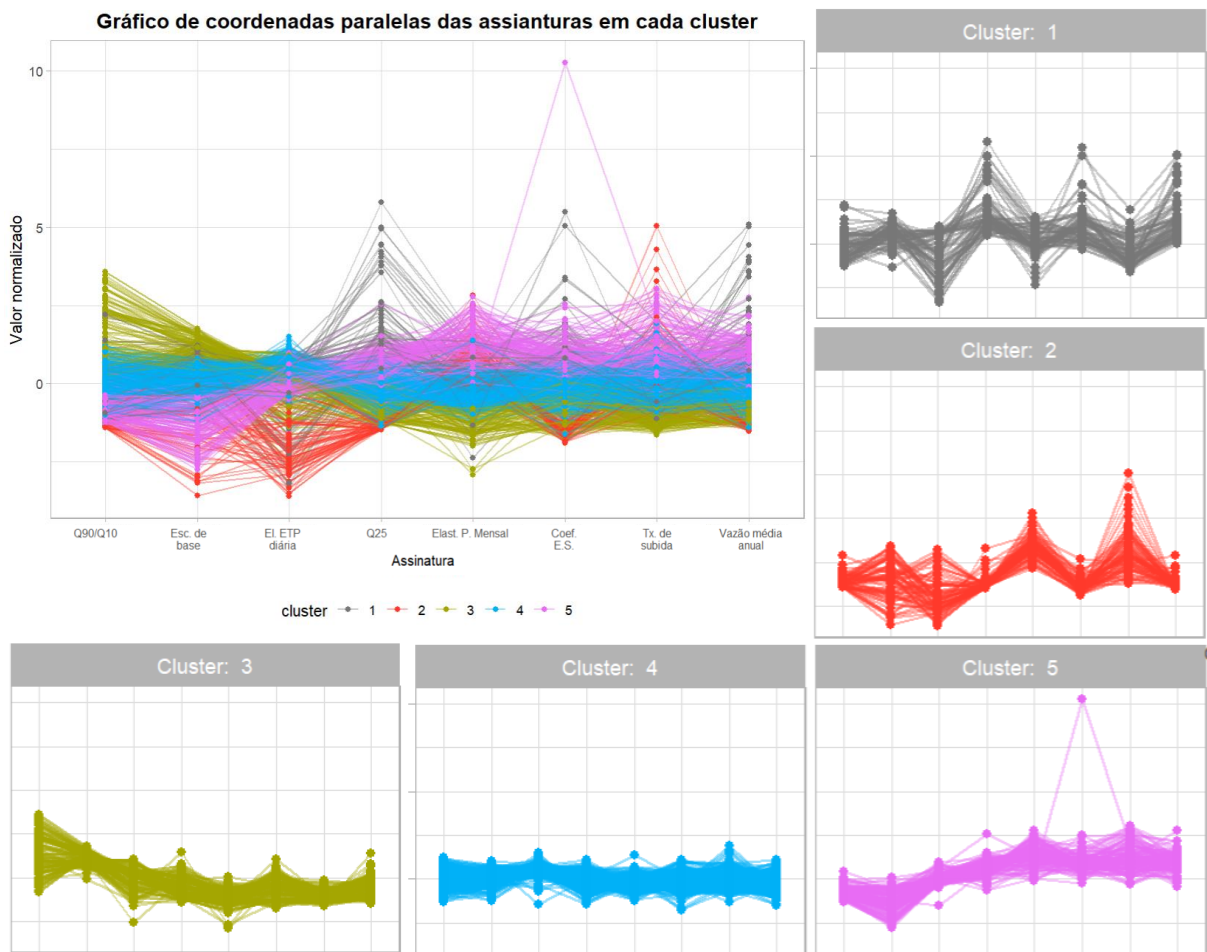 Gráfico de coordenadas paralelas das assianturas em cada cluster
Valor normalizado
10
5
0
Q90/Q10
Esc. de
base
El. ETP
diária
Q25
Elast. P. Mensal
Coef.
E.S.
Tx. de
subida
Vazão média
anual
Assinatura
cluster 1 2 3 4 5
Cluster: 1
Cluster: 2
Cluster: 3
Cluster: 4
Cluster: 5